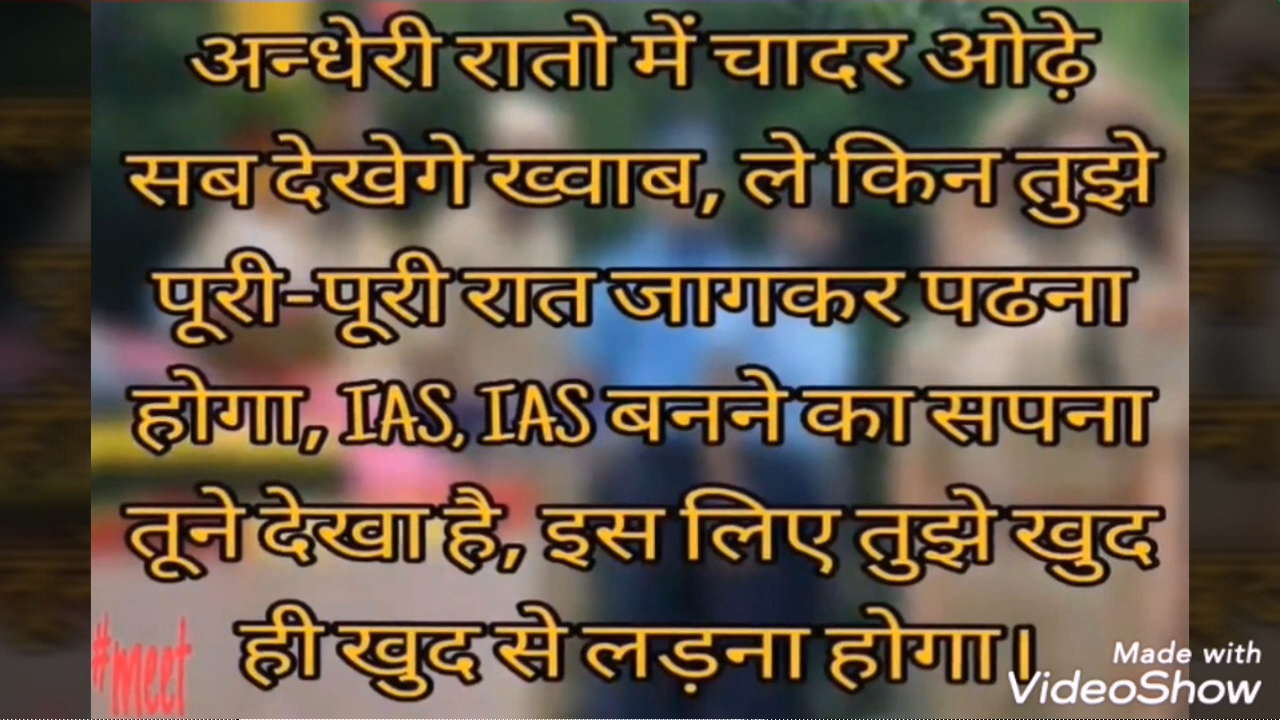 अन्धेरी रातो में चादर ओढ़े
सब देखेगे ख्वाब, ले किन तुझे
पूरी-पूरी रात जागकर पढना
होगा, IAS, IAS बनने का सपना
तूने देखा है, इस लिए तुझे खुद
ही खुद से लड़ना होगा।
#meet
Made with
VideoShow